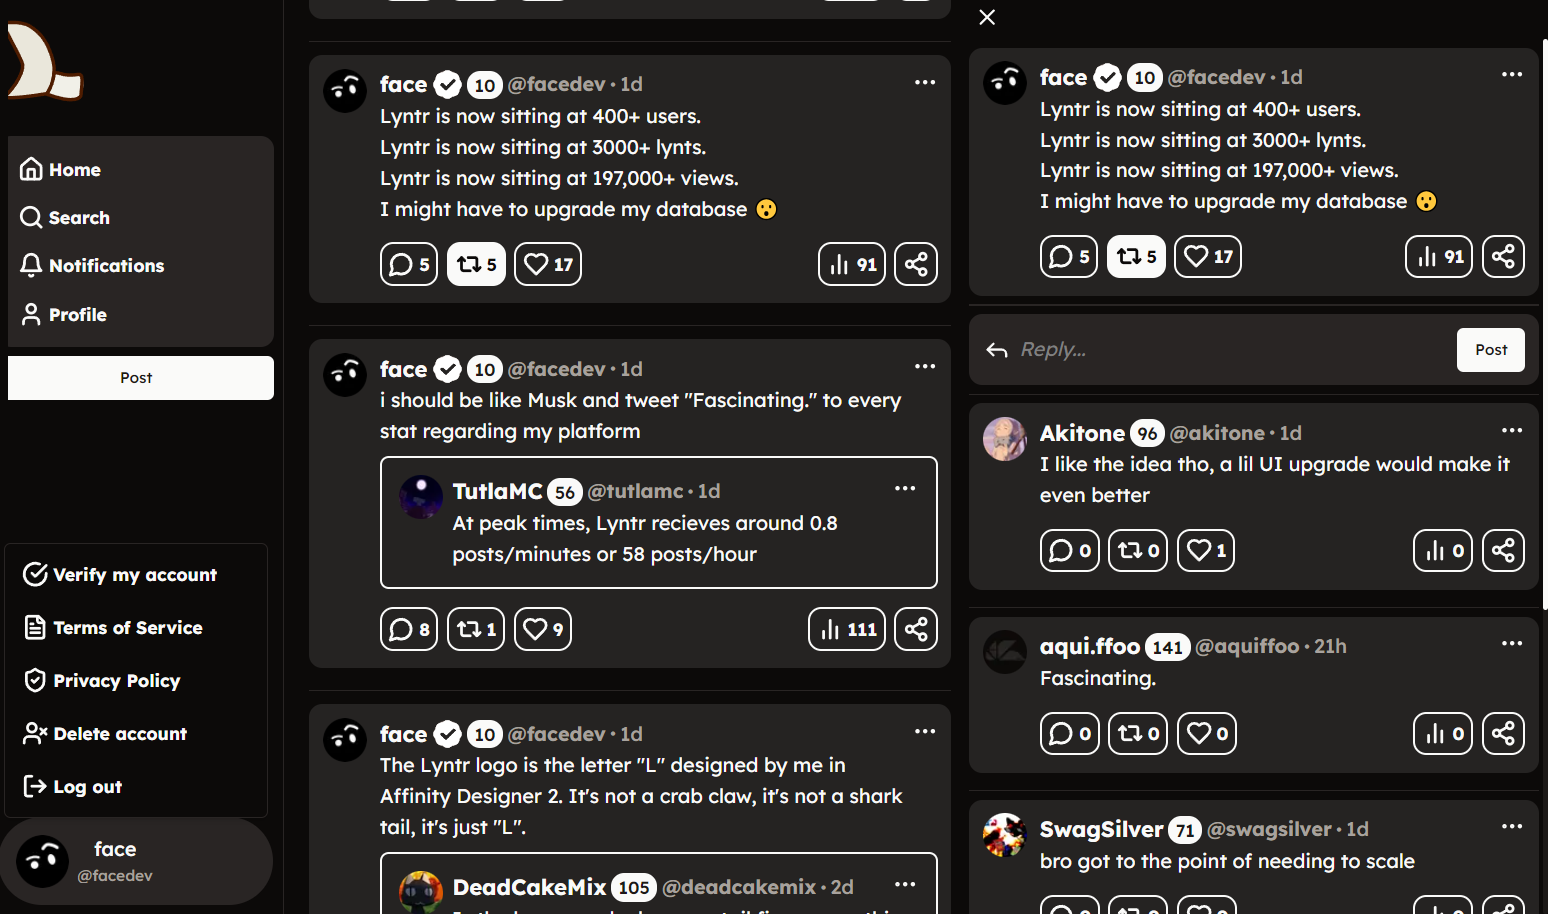 Home
Search
Notifications
Profile
Post
Verify my account
Terms of Service
Privacy Policy
Delete account
Log out
face
@facedev
face 10 @facedev · 1d
Lyntr is now sitting at 400+ users.
Lyntr is now sitting at 3000+ lynts.
Lyntr is now sitting at 197,000+ views.
I might have to upgrade my database 😮
5 5 17 91
face 10 @facedev · 1d
i should be like Musk and tweet "Fascinating." to every
stat regarding my platform
TutlaMC 56 @tutlamc · 1d
At peak times, Lyntr recieves around 0.8
posts/minutes or 58 posts/hour
8 1 9 111
face 10 @facedev · 1d
The Lyntr logo is the letter "L" designed by me in
Affinity Designer 2. It's not a crab claw, it's not a shark
tail, it's just "L".
DeadCakeMix 105 @deadcakemix · 2d
face 10 @facedev · 1d
Lyntr is now sitting at 400+ users.
Lyntr is now sitting at 3000+ lynts.
Lyntr is now sitting at 197,000+ views.
I might have to upgrade my database 😮
5 5 17 91
Reply...
Post
Akitone 96 @akitone · 1d
I like the idea tho, a lil UI upgrade would make it
even better
0 0 1 0
aqui.ffoo 141 @aquiffoo · 21h
Fascinating.
0 0 0 0
SwagSilver 71 @swagsilver · 1d
bro got to the point of needing to scale